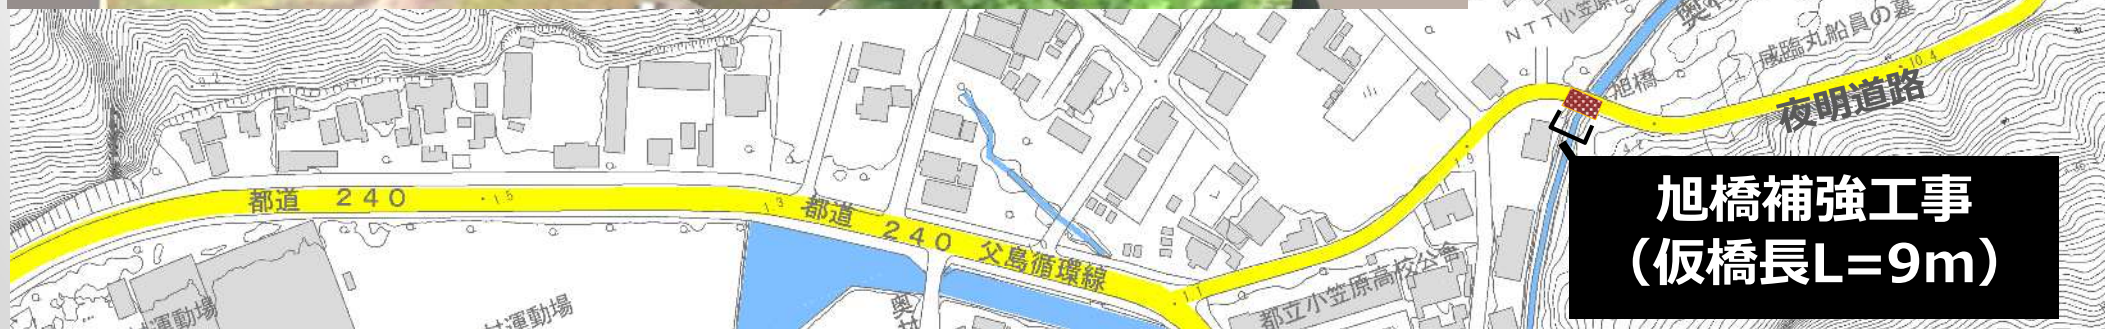 NTT小笠原
咸臨丸船員の墓
旭橋
夜明道路
都道 240
都道 240 父島循環線
旭橋補強工事
（仮橋長L=9m）
都立小笠原高校公舎
運動場
運動場
奥村